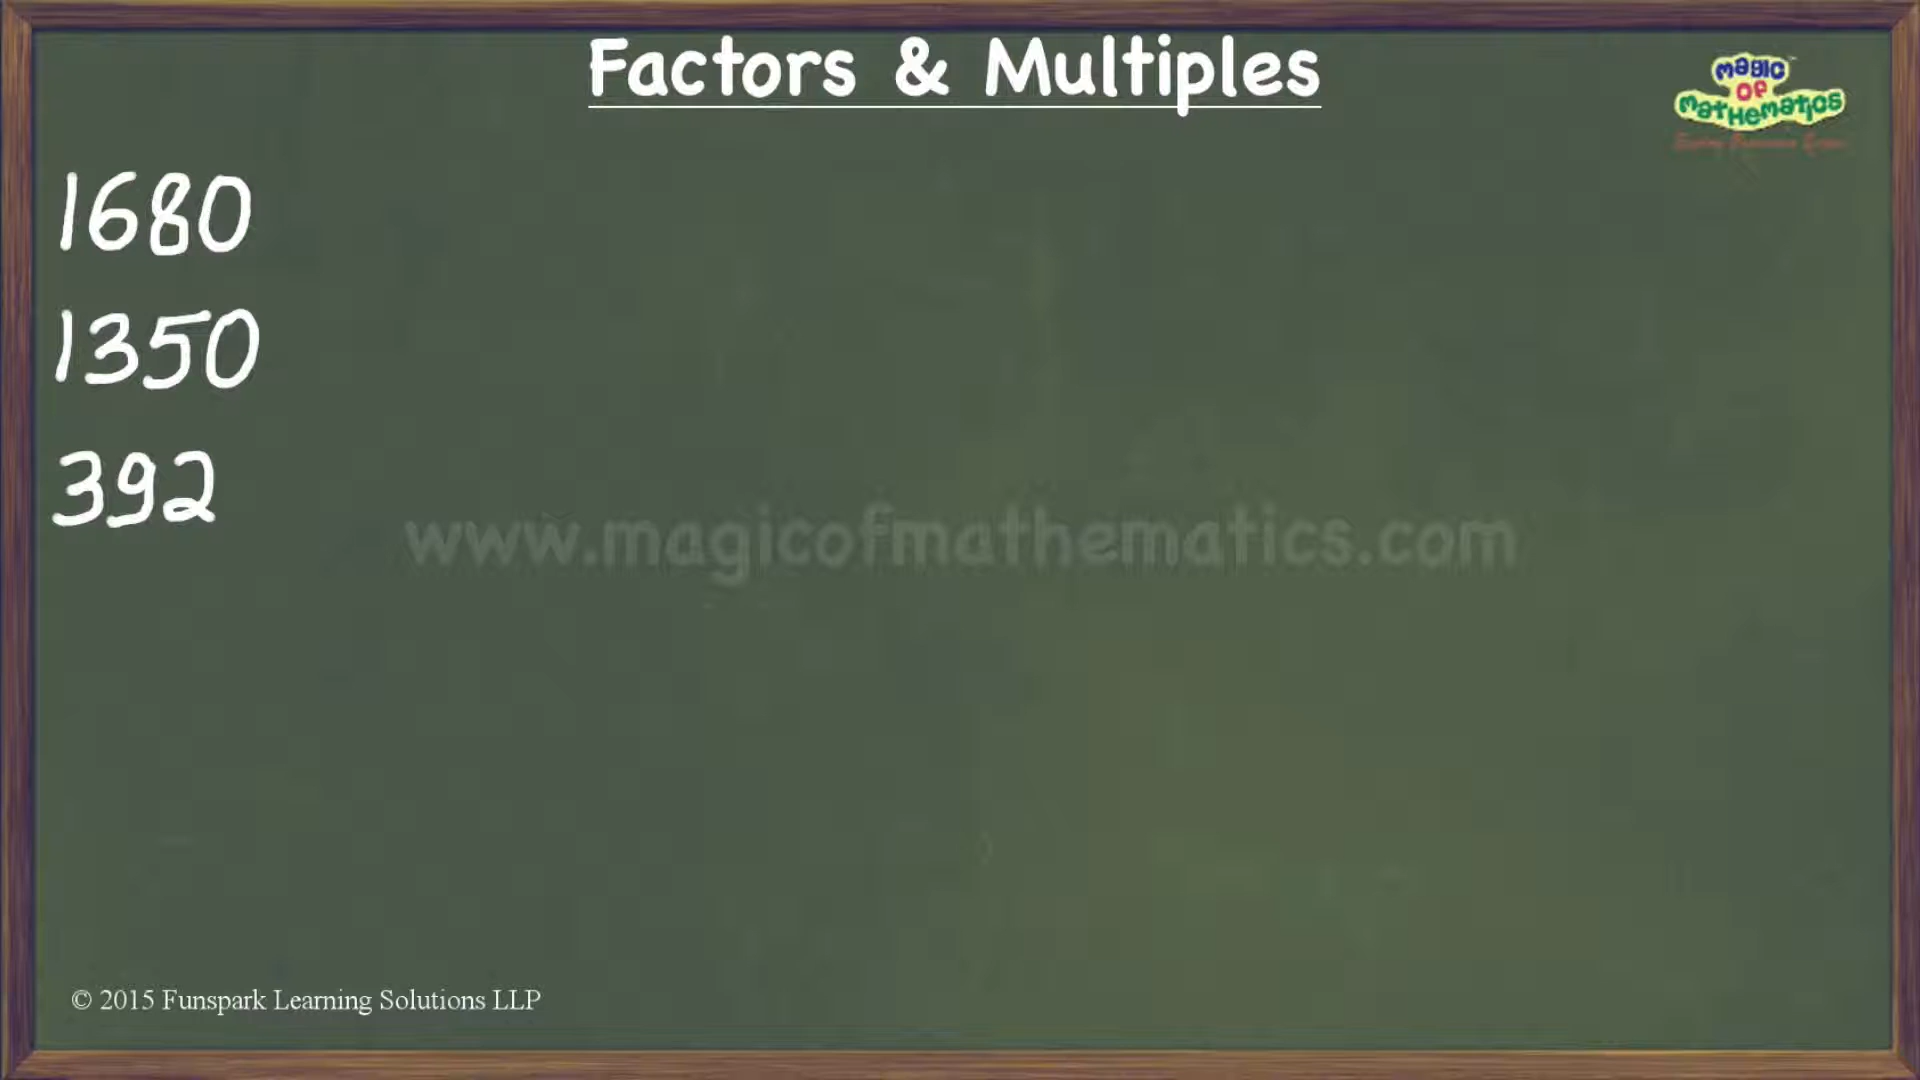 Factors & Multiples
magic
OF
matHematics
1680
1350
392
www.magicofmathematics.com
© 2015 Funspark Learning Solutions LLP